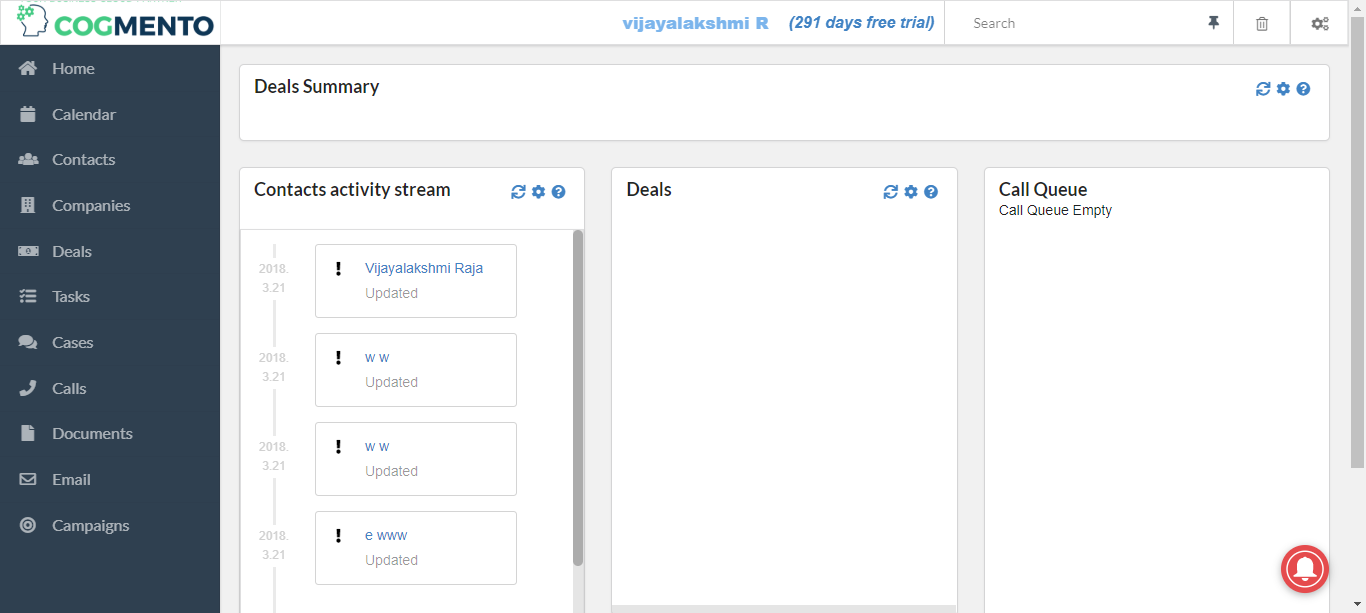 COGMENTO
vijayalakshmi R (291 days free trial)
Search
Home
Calendar
Contacts
Companies
Deals
Tasks
Cases
Calls
Documents
Email
Campaigns
Deals Summary
Contacts activity stream
2018.
3.21
Vijayalakshmi Raja
Updated
2018.
3.21
w w
Updated
2018.
3.21
w w
Updated
2018.
3.21
e www
Updated
Deals
Call Queue
Call Queue Empty